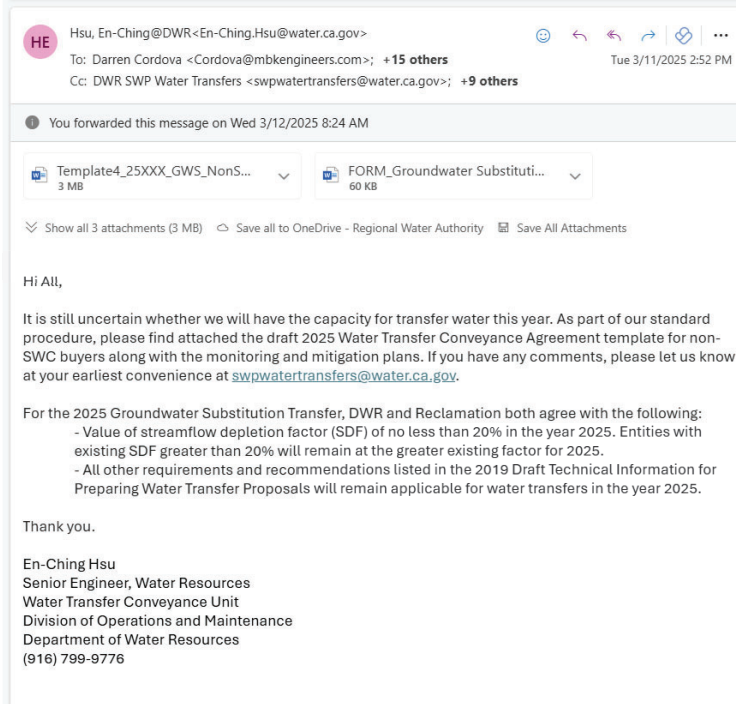 HE
Hsu, En-Ching@DWR<En-Ching.Hsu@water.ca.gov>
To: Darren Cordova <Cordova@mbkengineers.com>; +15 others
Tue 3/11/2025 2:52 PM
Cc: DWR SWP Water Transfers <swpwatertransfers@water.ca.gov>; +9 others
You forwarded this message on Wed 3/12/2025 8:24 AM
Template4_25XXX_GWS_NonS...
3 MB
FORM_Groundwater Substituti...
60 KB
Show all 3 attachments (3 MB) Save all to OneDrive - Regional Water Authority Save All Attachments
Hi All,
It is still uncertain whether we will have the capacity for transfer water this year. As part of our standard
procedure, please find attached the draft 2025 Water Transfer Conveyance Agreement template for non-
SWC buyers along with the monitoring and mitigation plans. If you have any comments, please let us know
at your earliest convenience at swpwatertransfers@water.ca.gov.
For the 2025 Groundwater Substitution Transfer, DWR and Reclamation both agree with the following:
- Value of streamflow depletion factor (SDF) of no less than 20% in the year 2025. Entities with
existing SDF greater than 20% will remain at the greater existing factor for 2025.
- All other requirements and recommendations listed in the 2019 Draft Technical Information for
Preparing Water Transfer Proposals will remain applicable for water transfers in the year 2025.
Thank you.
En-Ching Hsu
Senior Engineer, Water Resources
Water Transfer Conveyance Unit
Division of Operations and Maintenance
Department of Water Resources
(916) 799-9776